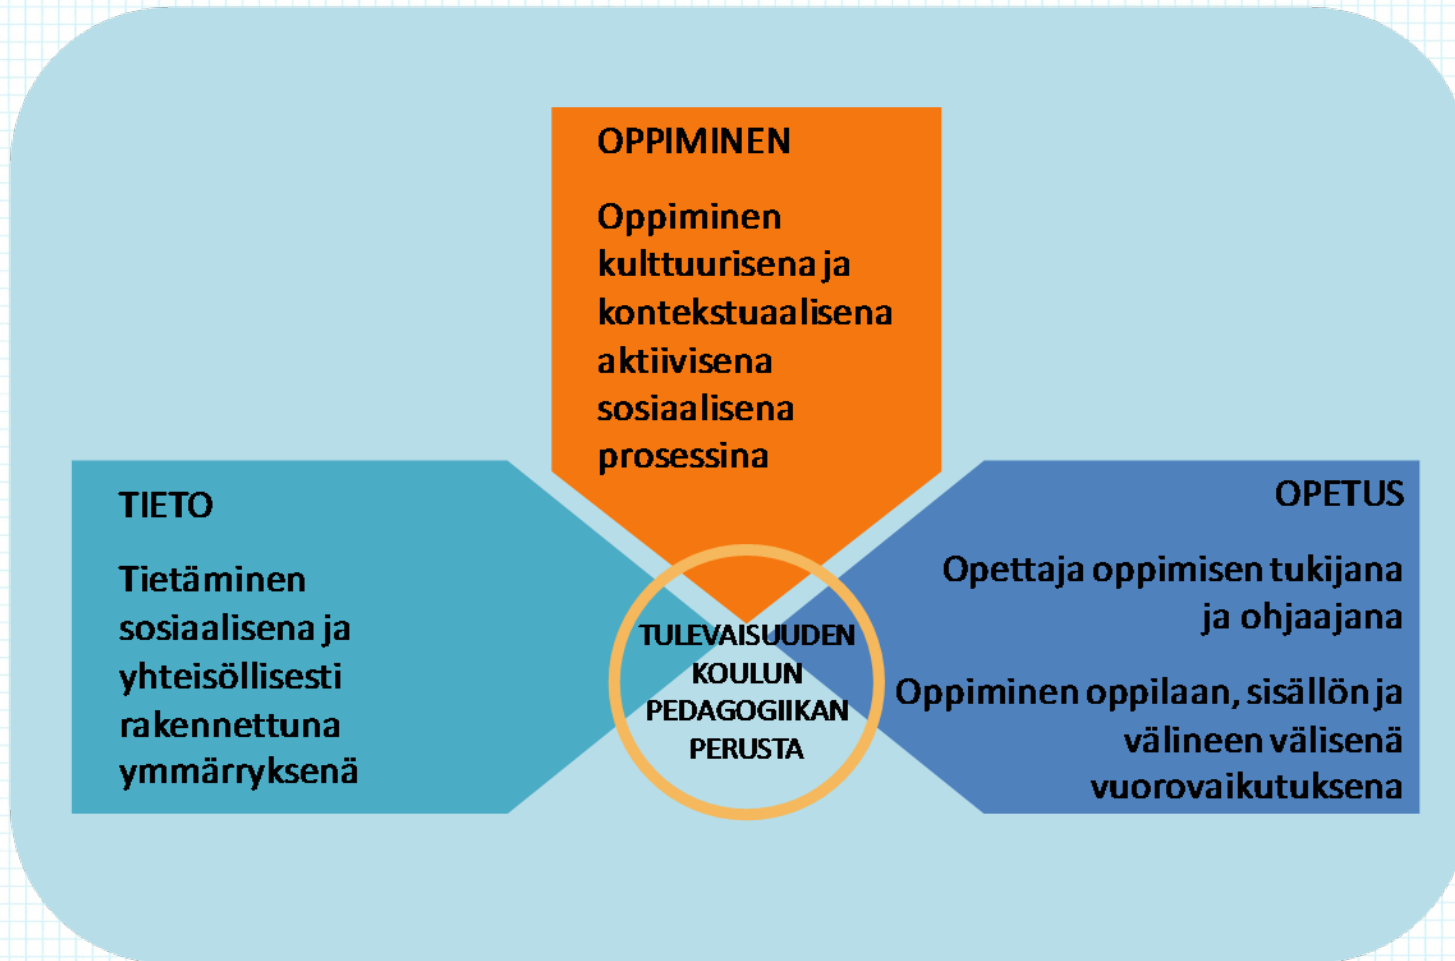 OPPIMINEN
Oppiminen
kulttuurisena ja
kontekstuaalisena
aktiivisena
sosiaalisena
prosessina
TIETO
Tietäminen
sosiaalisena ja
yhteisöllisesti
rakennettuna
ymmärryksenä
TULEVAISUUDEN
KOULUN
PEDAGOGIIKAN
PERUSTA
OPETUS
Opettaja oppimisen tukijana
ja ohjaajana
Oppiminen oppilaan, sisällön ja
välineen välisenä
vuorovaikutuksena